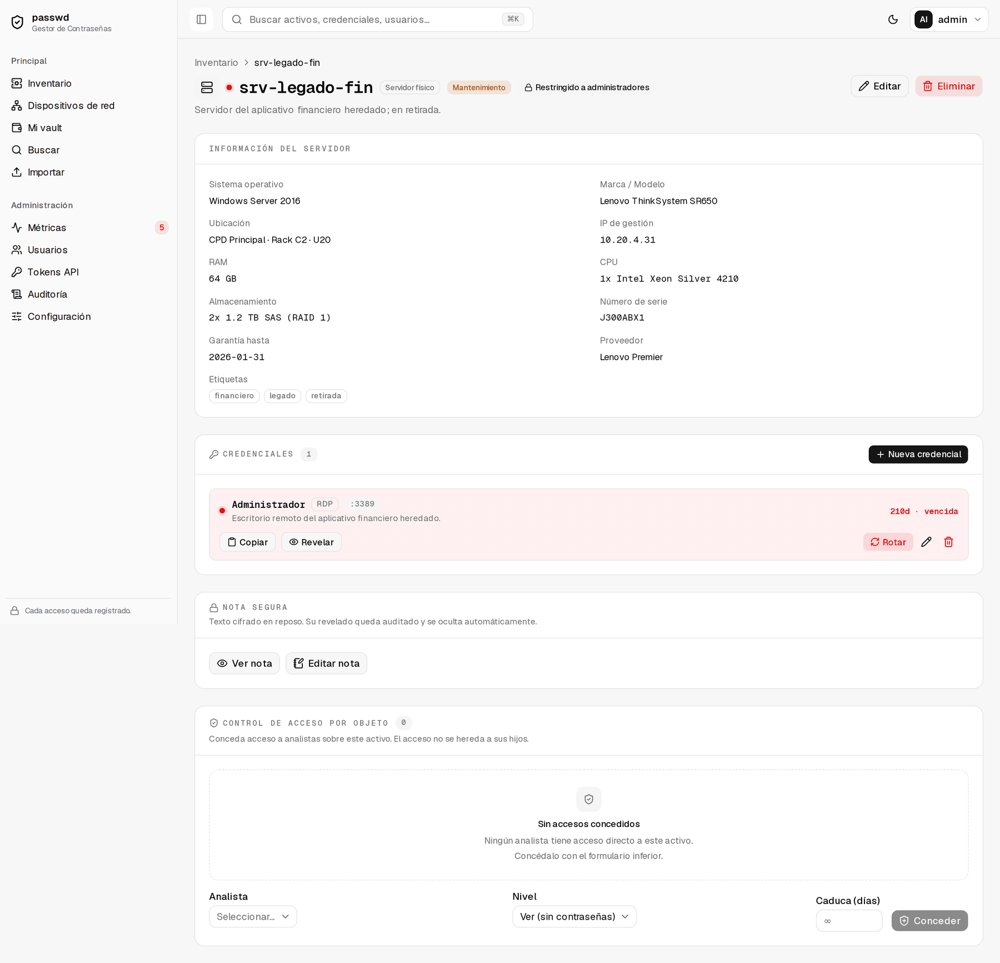 passwd
Gestor de Contraseñas
Principal
Inventario
Dispositivos de red
Mi vault
Buscar
Importar
Administración
Métricas 5
Usuarios
Tokens API
Auditoría
Configuración
Cada acceso queda registrado.
Buscar activos, credenciales, usuarios... ⌘K
AI admin
Inventario > srv-legado-fin
srv-legado-fin Servidor físico Mantenimiento Restringido a administradores
Editar Eliminar
Servidor del aplicativo financiero heredado; en retirada.
INFORMACIÓN DEL SERVIDOR
Sistema operativo
Windows Server 2016
Marca / Modelo
Lenovo ThinkSystem SR650
Ubicación
CPD Principal · Rack C2 · U20
IP de gestión
10.20.4.31
RAM
64 GB
CPU
1x Intel Xeon Silver 4210
Almacenamiento
2x 1.2 TB SAS (RAID 1)
Número de serie
J300ABX1
Garantía hasta
2026-01-31
Proveedor
Lenovo Premier
Etiquetas
financiero legado retirada
CREDENCIALES 1
+ Nueva credencial
Administrador RDP :3389
Escritorio remoto del aplicativo financiero heredado.
210d · vencida
Copiar Revelar
Rotar
NOTA SEGURA
Texto cifrado en reposo. Su revelado queda auditado y se oculta automáticamente.
Ver nota Editar nota
CONTROL DE ACCESO POR OBJETO 0
Conceda acceso a analistas sobre este activo. El acceso no se hereda a sus hijos.
Sin accesos concedidos
Ningún analista tiene acceso directo a este activo.
Concédalo con el formulario inferior.
Analista
Seleccionar...
Nivel
Ver (sin contraseñas)
Caduca (días)
∞
Conceder